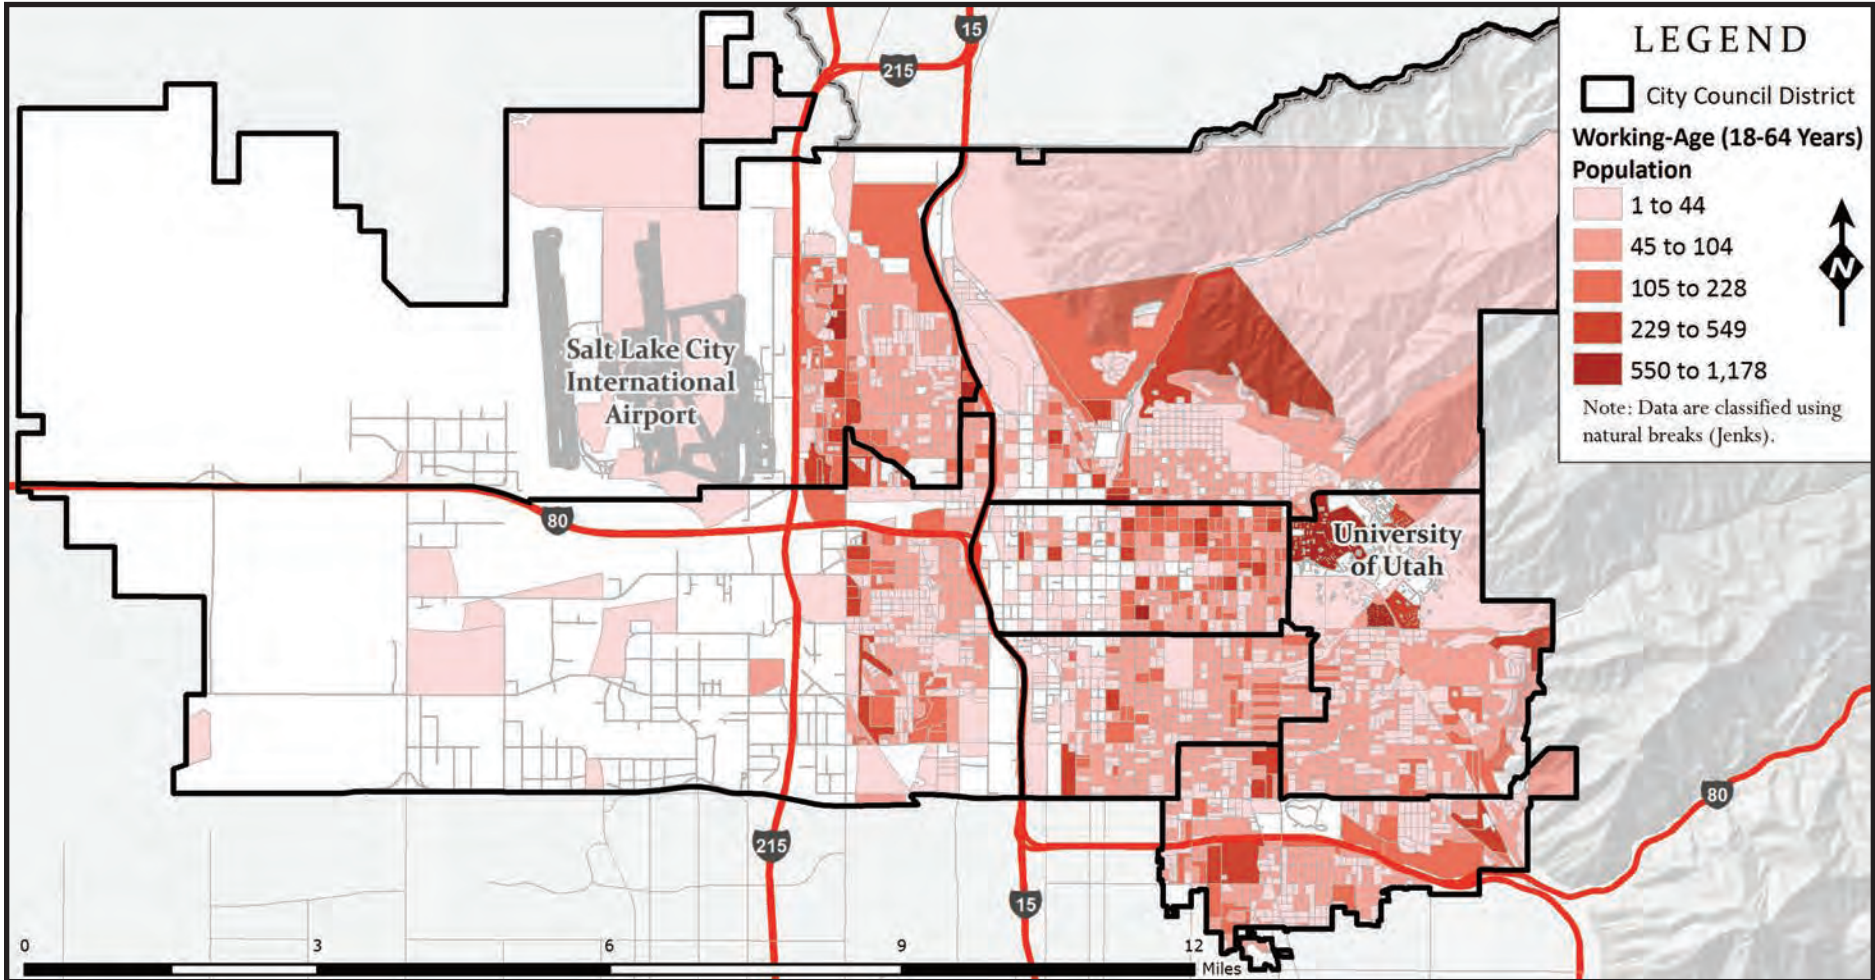 LEGEND
City Council District
Working-Age (18-64 Years)
Population
1 to 44
45 to 104
105 to 228
229 to 549
550 to 1,178
Note: Data are classified using
natural breaks (Jenks).
N
15
215
Salt Lake City
International
Airport
80
University
of Utah
80
215
15
0 3 6 9 12
Miles